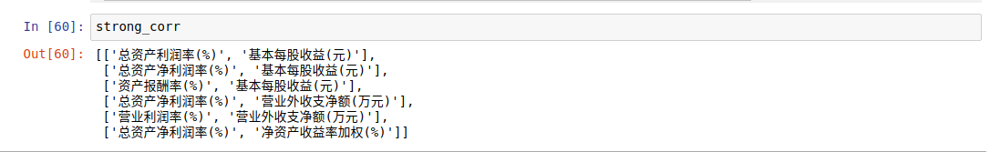 In [60]: strong_corr
Out[60]: [['总资产利润率(%)', '基本每股收益(元)'],
['总资产净利润率(%)', '基本每股收益(元)'],
['资产报酬率(%)', '基本每股收益(元)'],
['总资产净利润率(%)', '营业外收支净额(万元)'],
['营业利润率(%)', '营业外收支净额(万元)'],
['总资产净利润率(%)', '净资产收益率加权(%)']]